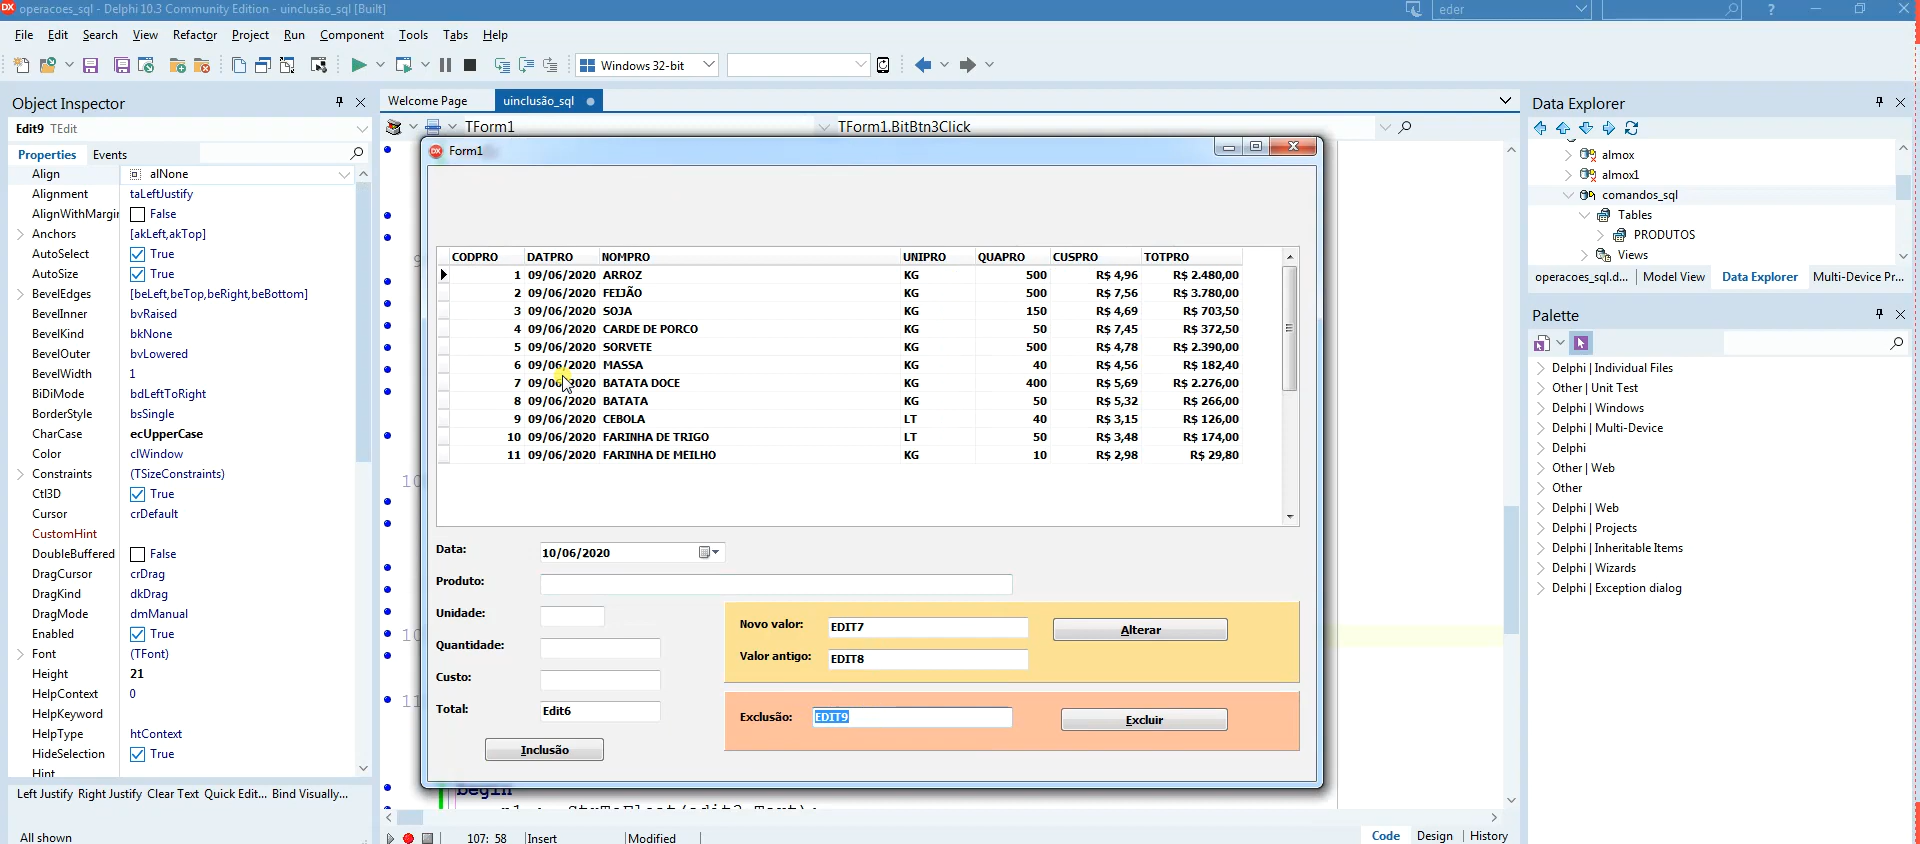 operacoes_sql - Delphi 10.3 Community Edition - uinclusão_sql [Built]
eder
File Edit Search View Refactor Project Run Component Tools Tabs Help
Windows 32-bit
Object Inspector
Edit9 TEdit
Properties Events
Align alNone
Alignment taLeftJustify
AlignWithMargir False
Anchors [akLeft,akTop]
AutoSelect True
AutoSize True
BevelEdges [beLeft,beTop,beRight,beBottom]
BevelInner bvRaised
BevelKind bkNone
BevelOuter bvLowered
BevelWidth 1
BiDiMode bdLeftToRight
BorderStyle bsSingle
CharCase ecUpperCase
Color clWindow
Constraints (TSizeConstraints)
Ctl3D True
Cursor crDefault
CustomHint
DoubleBuffered False
DragCursor crDrag
DragKind dkDrag
DragMode dmManual
Enabled True
Font (TFont)
Height 21
HelpContext 0
HelpKeyword
HelpType htContext
HideSelection True
Hint
Left Justify Right Justify Clear Text Quick Edit... Bind Visually...
All shown
Welcome Page uinclusão_sql
TForm1 TForm1.BitBtn3Click
Form1
CODPRO DATPRO NOMPRO UNIPRO QUAPRO CUSPRO TOTPRO
1 09/06/2020 ARROZ KG 500 R$ 4,96 R$ 2.480,00
2 09/06/2020 FEIJÃO KG 500 R$ 7,56 R$ 3.780,00
3 09/06/2020 SOJA KG 150 R$ 4,69 R$ 703,50
4 09/06/2020 CARDE DE PORCO KG 50 R$ 7,45 R$ 372,50
5 09/06/2020 SORVETE KG 500 R$ 4,78 R$ 2.390,00
6 09/06/2020 MASSA KG 40 R$ 4,56 R$ 182,40
7 09/06/2020 BATATA DOCE KG 400 R$ 5,69 R$ 2.276,00
8 09/06/2020 BATATA KG 50 R$ 5,32 R$ 266,00
9 09/06/2020 CEBOLA LT 40 R$ 3,15 R$ 126,00
10 09/06/2020 FARINHA DE TRIGO LT 50 R$ 3,48 R$ 174,00
11 09/06/2020 FARINHA DE MEILHO KG 10 R$ 2,98 R$ 29,80
Data: 10/06/2020
Produto:
Unidade:
Quantidade:
Custo:
Total: Edit6
Inclusão
Novo valor: EDIT7 Alterar
Valor antigo: EDIT8
Exclusão: EDIT9 Excluir
begin
107: 58 Insert Modified
Code Design History
Data Explorer
almox
almox1
comandos_sql
Tables
PRODUTOS
Views
operacoes_sql.d... Model View Data Explorer Multi-Device Pr...
Palette
Delphi | Individual Files
Other | Unit Test
Delphi | Windows
Delphi | Multi-Device
Delphi
Other | Web
Other
Delphi | Web
Delphi | Projects
Delphi | Inheritable Items
Delphi | Wizards
Delphi | Exception dialog